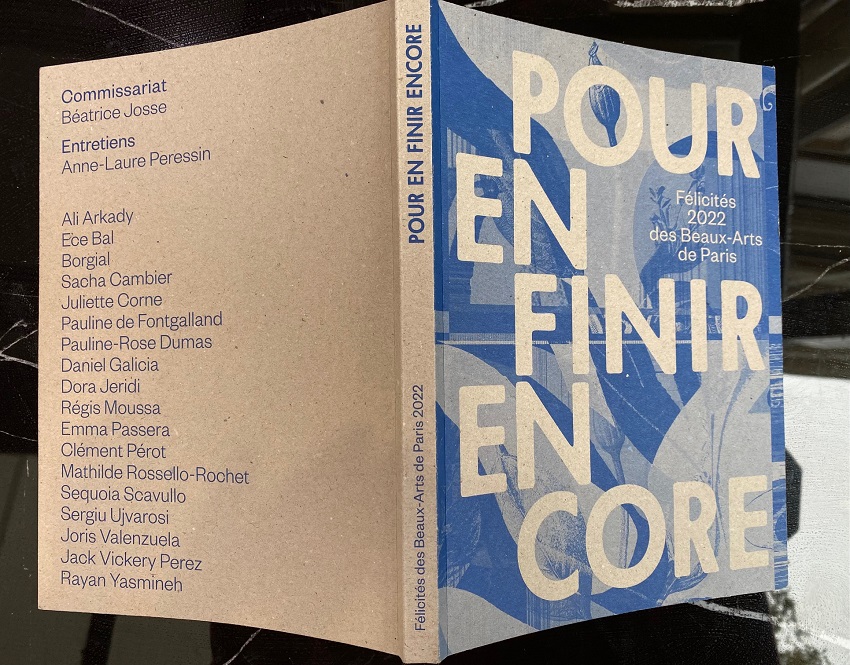 Commissariat
Béatrice Josse
Entretiens
Anne-Laure Peressin
Ali Arkady
Ece Bal
Borgial
Sacha Cambier
Juliette Corne
Pauline de Fontgalland
Pauline-Rose Dumas
Daniel Galicia
Dora Jeridi
Régis Moussa
Emma Passera
Clément Pérot
Mathilde Rossello-Rochet
Sequoia Scavullo
Sergiu Ujvarosi
Joris Valenzuela
Jack Vickery Perez
Rayan Yasmineh
POUR EN FINIR ENCORE
Félicités des Beaux-Arts de Paris 2022
POUR
EN
Félicités
2022
des Beaux-Arts
de Paris
FINIR
EN
CORE